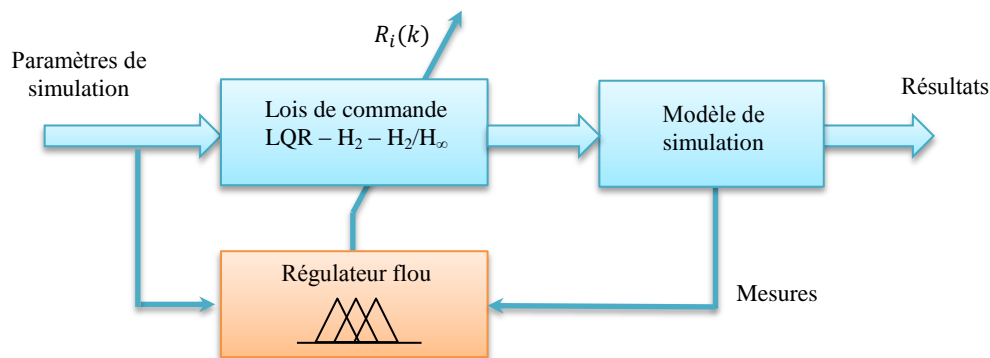 R_i(k)
Paramètres de
simulation
Lois de commande
LQR – H₂ – H₂/H∞
Modèle de
simulation
Résultats
Régulateur flou
Mesures